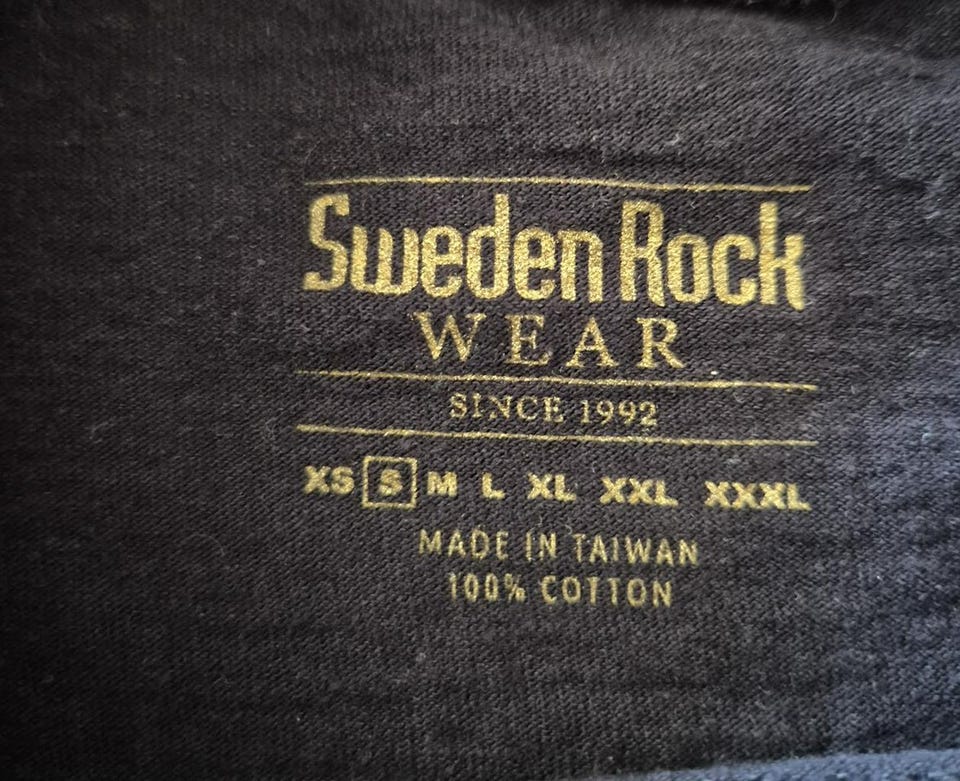 Sweden Rock
WEAR
SINCE 1992
XS S M L XL XXL XXXL
MADE IN TAIWAN
100% COTTON